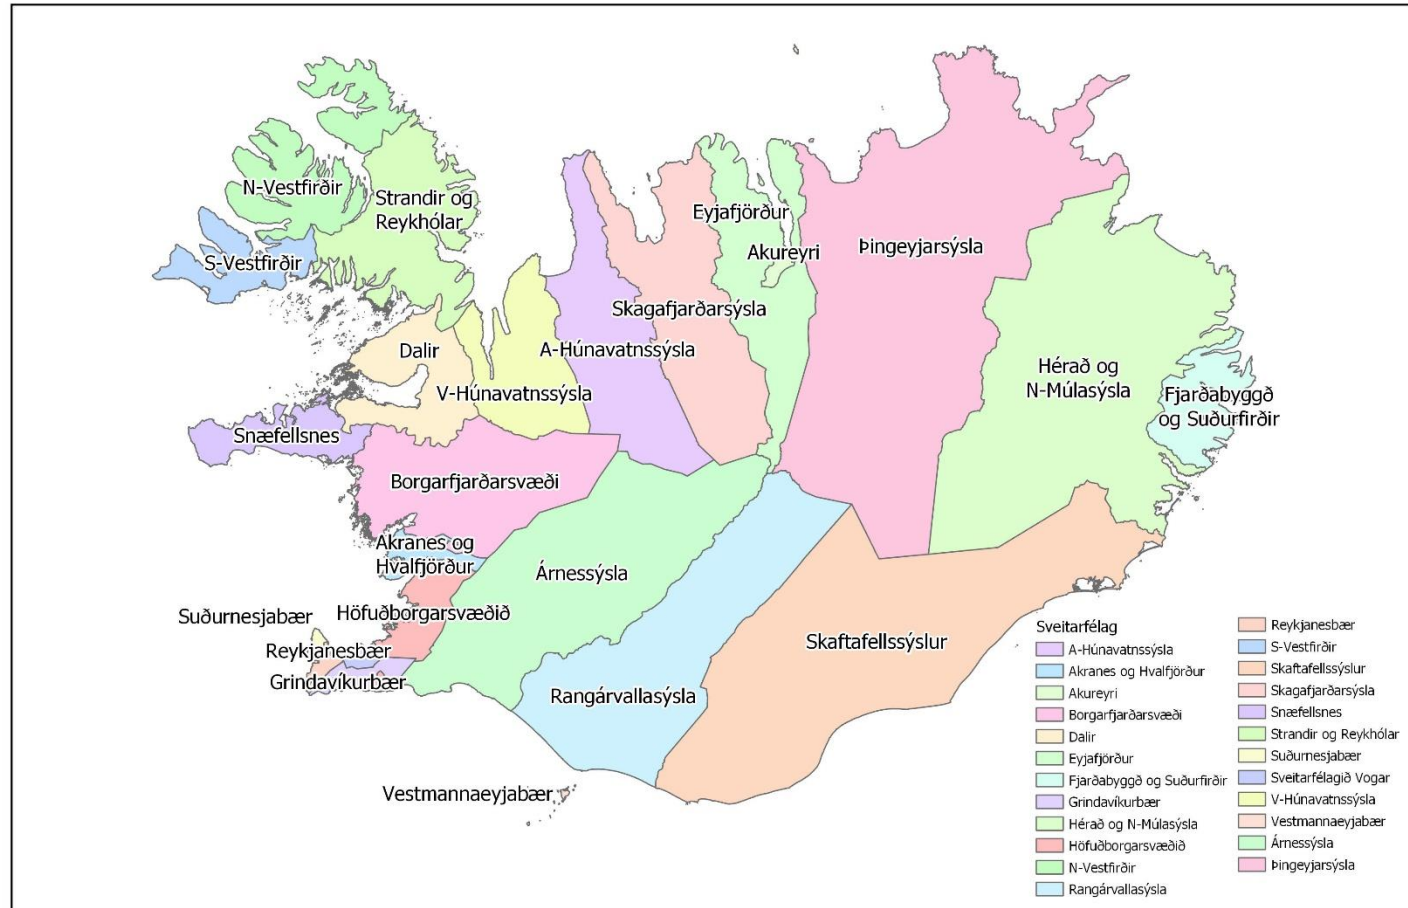 N-Vestfirðir
Strandir og
Reykhólar
S-Vestfirðir
Eyjafjörður
Akureyri
Þingeyjarsýsla
Skagafjarðarsýsla
A-Húnavatnssýsla
Dalir
V-Húnavatnssýsla
Hérað og
N-Múlasýsla
Fjarðabyggð
og Suðurfirðir
Snæfellsnes
Borgarfjarðarsvæði
Akranes og
Hvalfjörður
Árnessýsla
Suðurnesjabær
Höfuðborgarsvæðið
Reykjanesbær
Grindavíkurbær
Skaftafellssýslur
Rangárvallasýsla
Vestmannaeyjabær
Sveitarfélag
A-Húnavatnssýsla
Akranes og Hvalfjörður
Akureyri
Borgarfjarðarsvæði
Dalir
Eyjafjörður
Fjarðabyggð og Suðurfirðir
Grindavíkurbær
Hérað og N-Múlasýsla
Höfuðborgarsvæðið
N-Vestfirðir
Rangárvallasýsla
Reykjanesbær
S-Vestfirðir
Skaftafellssýslur
Skagafjarðarsýsla
Snæfellsnes
Strandir og Reykhólar
Suðurnesjabær
Sveitarfélagið Vogar
V-Húnavatnssýsla
Vestmannaeyjabær
Árnessýsla
Þingeyjarsýsla